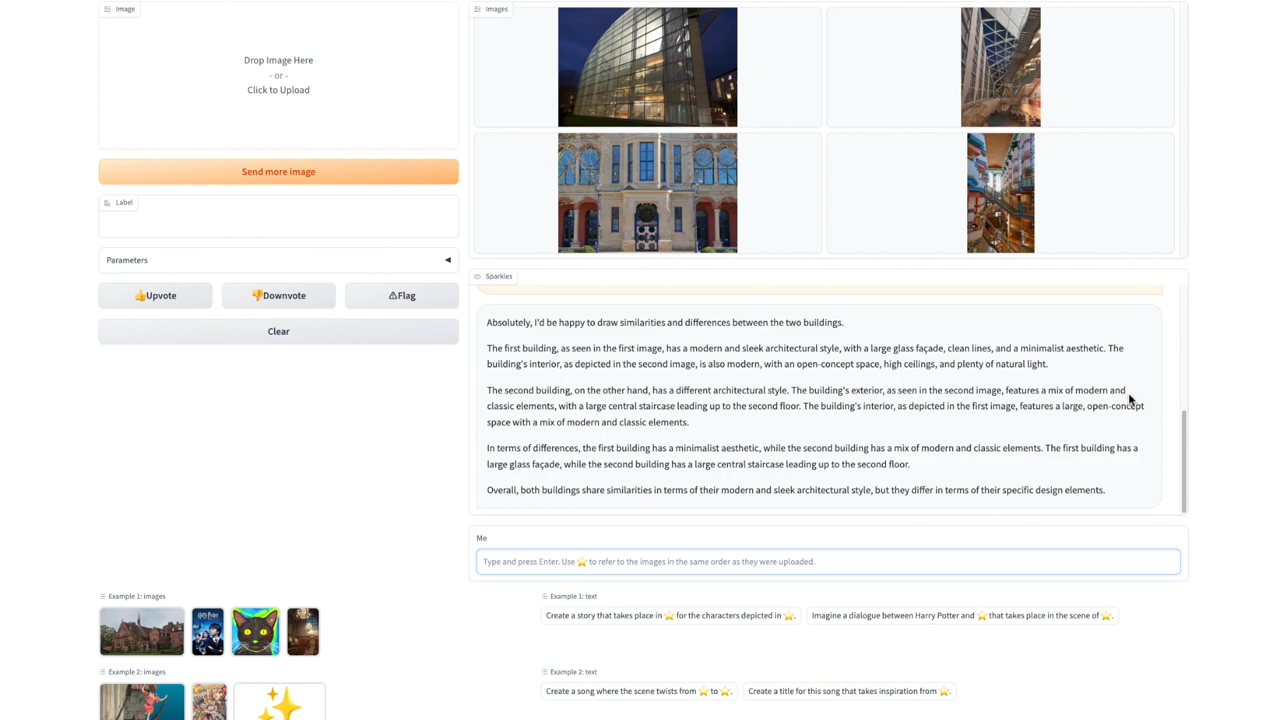 Image
Drop Image Here
- or -
Click to Upload
Send more image
Label
Parameters
👍Upvote
👎Downvote
⚠Flag
Clear
images
Sparkles
Absolutely, I'd be happy to draw similarities and differences between the two buildings.
The first building, as seen in the first image, has a modern and sleek architectural style, with a large glass façade, clean lines, and a minimalist aesthetic. The
building's interior, as depicted in the second image, is also modern, with an open-concept space, high ceilings, and plenty of natural light.
The second building, on the other hand, has a different architectural style. The building's exterior, as seen in the second image, features a mix of modern and
classic elements, with a large central staircase leading up to the second floor. The building's interior, as depicted in the first image, features a large, open-concept
space with a mix of modern and classic elements.
In terms of differences, the first building has a minimalist aesthetic, while the second building has a mix of modern and classic elements. The first building has a
large glass façade, while the second building has a large central staircase leading up to the second floor.
Overall, both buildings share similarities in terms of their modern and sleek architectural style, but they differ in terms of their specific design elements.
Me
Type and press Enter. Use ⭐ to refer to the images in the same order as they were uploaded.
Example 1: images
Example 1: text
Create a story that takes place in ⭐ for the characters depicted in ⭐.
Imagine a dialogue between Harry Potter and ⭐ that takes place in the scene of ⭐.
Example 2: images
Example 2: text
Create a song where the scene twists from ⭐ to ⭐.
Create a title for this song that takes inspiration from ⭐.